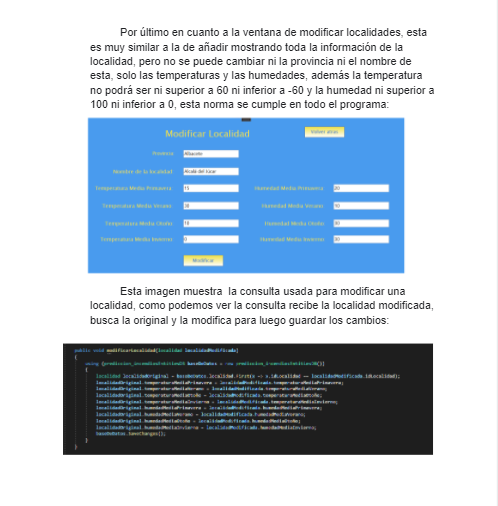 Por último en cuanto a la ventana de modificar localidades, esta
es muy similar a la de añadir mostrando toda la información de la
localidad, pero no se puede cambiar ni la provincia ni el nombre de
esta, solo las temperaturas y las humedades, además la temperatura
no podrá ser ni superior a 60 ni inferior a -60 y la humedad ni superior a
100 ni inferior a 0, esta norma se cumple en todo el programa:
Modificar Localidad
Volver atras
Provincia Albacete
Nombre de la localidad Alcalá del Júcar
Temperatura Media Primavera 15 Humedad Media Primavera 20
Temperatura Media Verano Humedad Media Verano 10
Temperatura Media Otoño Humedad Media Otoño 30
Temperatura Media Invierno 0 Humedad Media Invierno 30
Modificar
Esta imagen muestra la consulta usada para modificar una
localidad, como podemos ver la consulta recibe la localidad modificada,
busca la original y la modifica para luego guardar los cambios:
public void modificarLocalidad(localidad localidadModificada)
{
using
{
localidad localidadOriginal = baseDatos.localidad.First(x => x.idLocalidad == localidadModificada.idLocalidad);
localidadOriginal.temperaturaMediaPrimavera = localidadModificada.temperaturaMediaPrimavera;
localidadOriginal.temperaturaMediaVerano = localidadModificada.temperaturaMediaVerano;
localidadOriginal.temperaturaMediaOtoño = localidadModificada.temperaturaMediaOtoño;
localidadOriginal.temperaturaMediaInvierno = localidadModificada.temperaturaMediaInvierno;
localidadOriginal.humedadMediaPrimavera = localidadModificada.humedadMediaPrimavera;
localidadOriginal.humedadMediaVerano = localidadModificada.humedadMediaVerano;
localidadOriginal.humedadMediaOtoño = localidadModificada.humedadMediaOtoño;
localidadOriginal.humedadMediaInvierno = localidadModificada.humedadMediaInvierno;
baseDatos.SaveChanges();
}
}